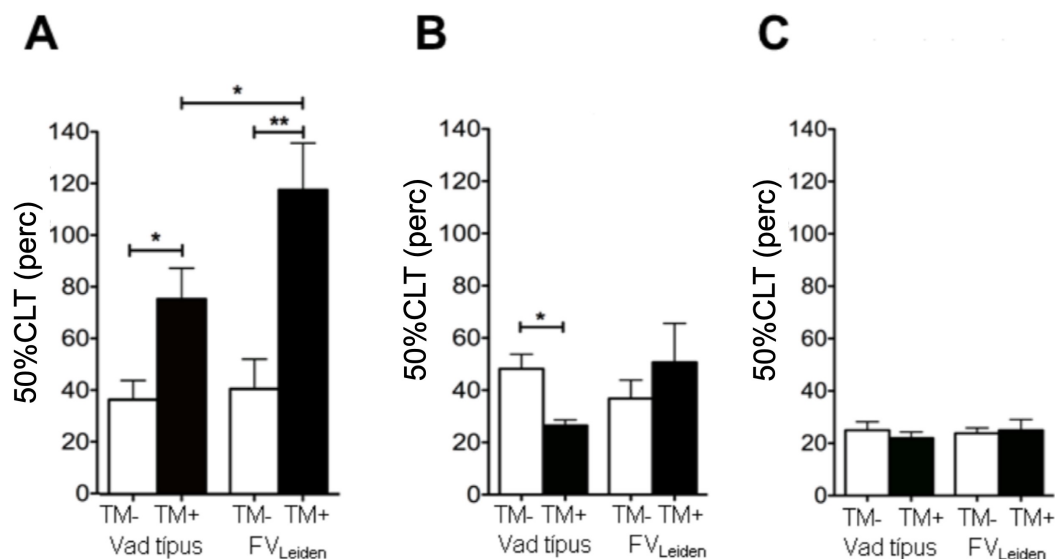 A
50%CLT (perc)
140
120
100
80
60
40
20
0
*
*
**
TM- TM+ TM- TM+
Vad típus FVLeiden
B
50%CLT (perc)
140
120
100
80
60
40
20
0
*
TM- TM+ TM- TM+
Vad típus FVLeiden
C
50%CLT (perc)
140
120
100
80
60
40
20
0
TM- TM+ TM- TM+
Vad típus FVLeiden